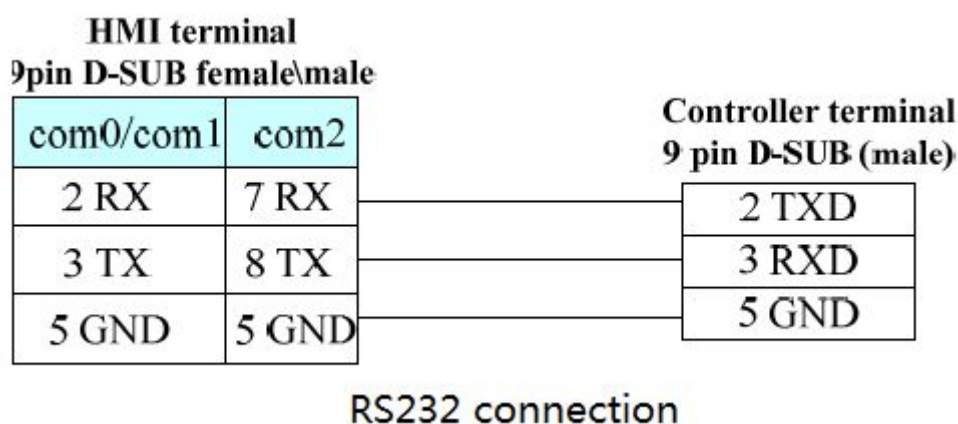 HMI terminal
9pin D-SUB female\male
com0/com1 com2
2 RX 7 RX
3 TX 8 TX
5 GND 5 GND
Controller terminal
9 pin D-SUB (male)
2 TXD
3 RXD
5 GND
RS232 connection